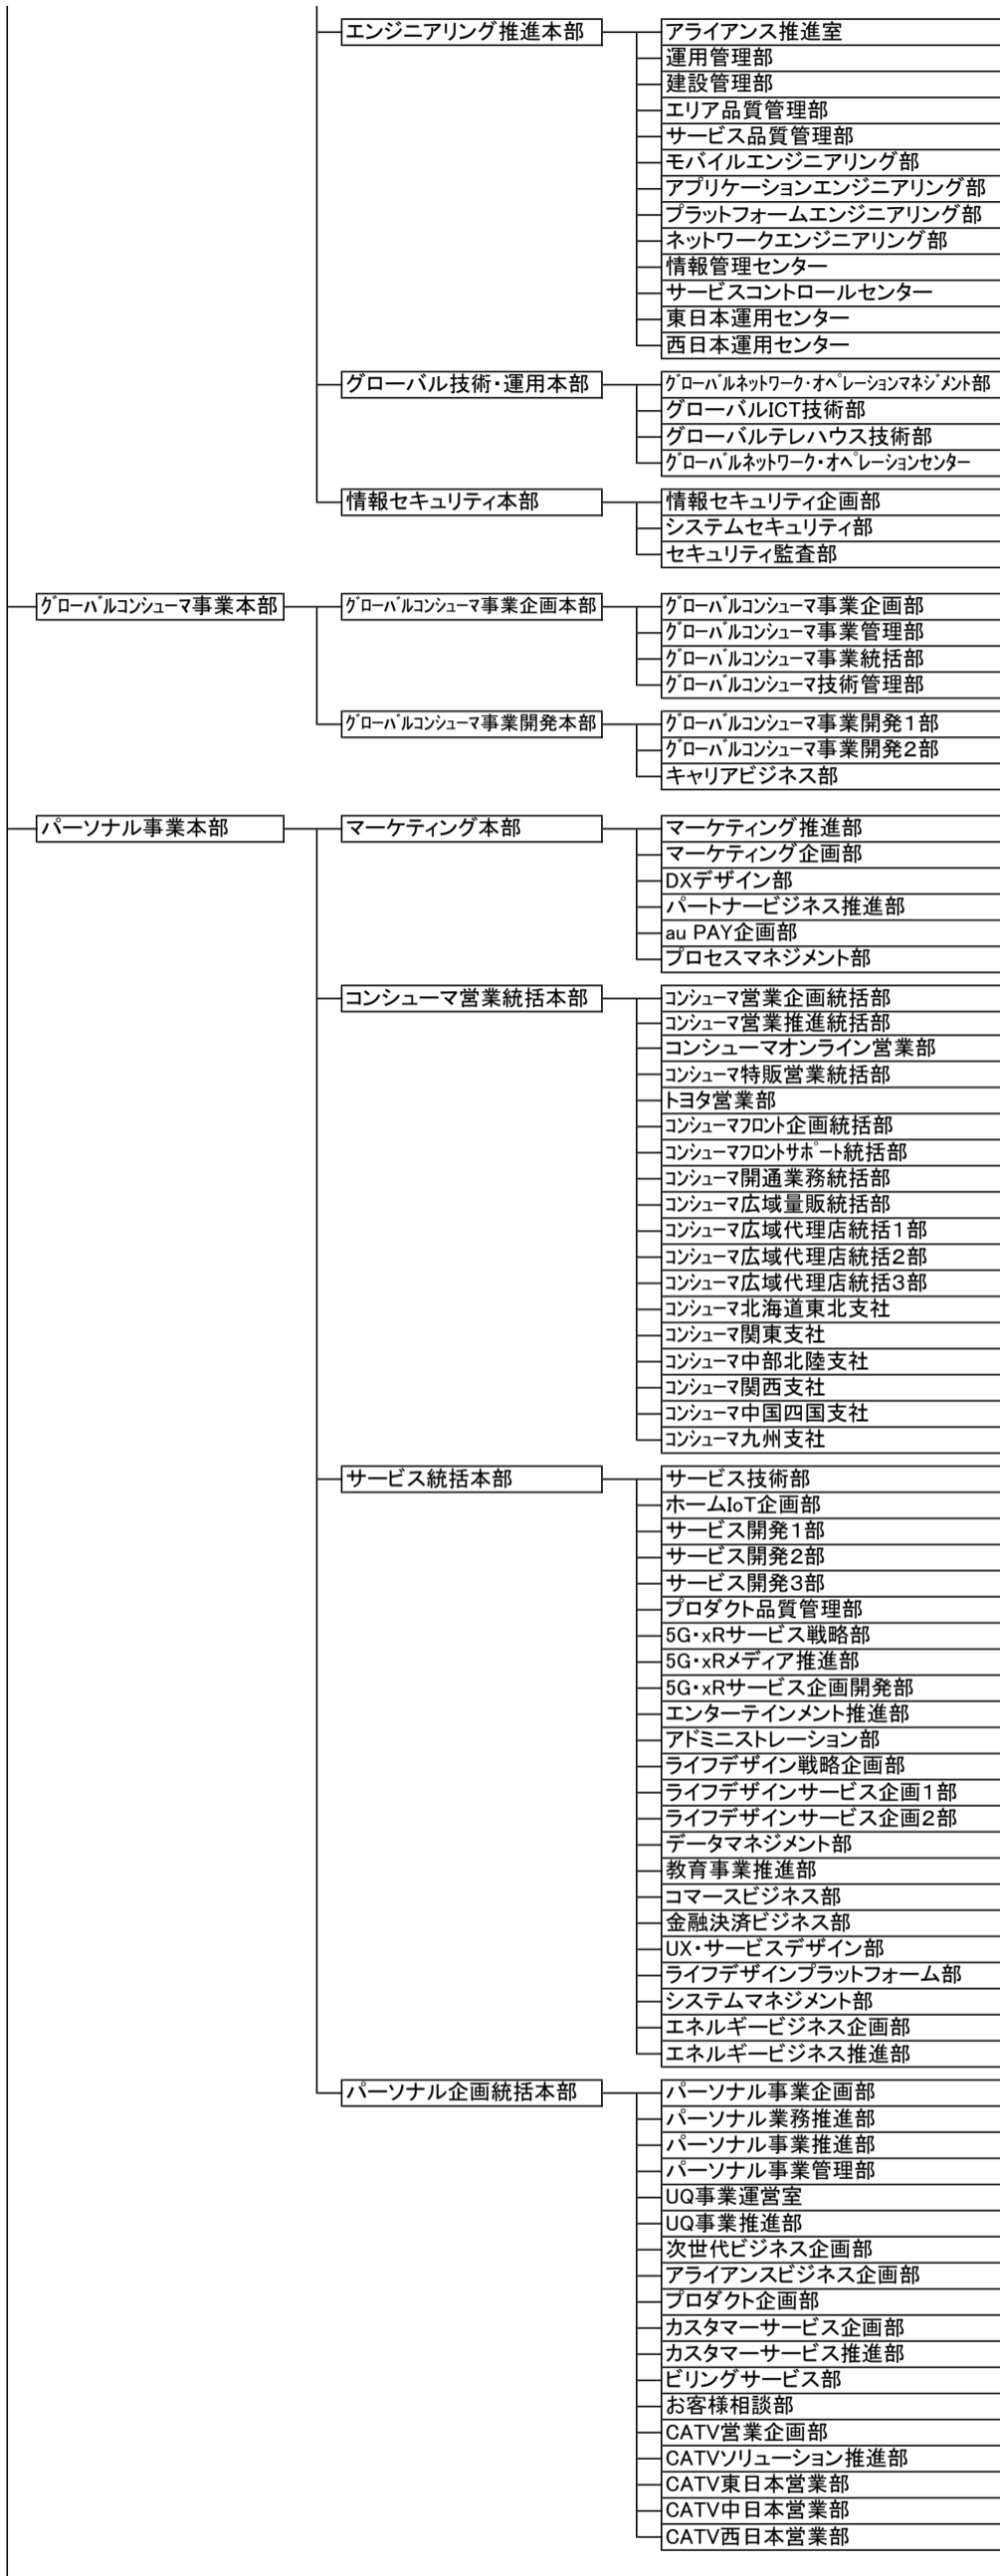 エンジニアリング推進本部
アライアンス推進室
運用管理部
建設管理部
エリア品質管理部
サービス品質管理部
モバイルエンジニアリング部
アプリケーションエンジニアリング部
プラットフォームエンジニアリング部
ネットワークエンジニアリング部
情報管理センター
サービスコントロールセンター
東日本運用センター
西日本運用センター
グローバル技術・運用本部
グローバルネットワーク・オペレーションマネジメント部
グローバルICT技術部
グローバルテレハウス技術部
グローバルネットワーク・オペレーションセンター
情報セキュリティ本部
情報セキュリティ企画部
システムセキュリティ部
セキュリティ監査部
グローバルコンシューマ事業本部
グローバルコンシューマ事業企画本部
グローバルコンシューマ事業企画部
グローバルコンシューマ事業管理部
グローバルコンシューマ事業統括部
グローバルコンシューマ技術管理部
グローバルコンシューマ事業開発本部
グローバルコンシューマ事業開発1部
グローバルコンシューマ事業開発2部
キャリアビジネス部
パーソナル事業本部
マーケティング本部
マーケティング推進部
マーケティング企画部
DXデザイン部
パートナービジネス推進部
au PAY企画部
プロセスマネジメント部
コンシューマ営業統括本部
コンシューマ営業企画統括部
コンシューマ営業推進統括部
コンシューマオンライン営業部
コンシューマ特販営業統括部
トヨタ営業部
コンシューマフロント企画統括部
コンシューマフロントサポート統括部
コンシューマ開通業務統括部
コンシューマ広域量販統括部
コンシューマ広域代理店統括1部
コンシューマ広域代理店統括2部
コンシューマ広域代理店統括3部
コンシューマ北海道東北支社
コンシューマ関東支社
コンシューマ中部北陸支社
コンシューマ関西支社
コンシューマ中国四国支社
コンシューマ九州支社
サービス統括本部
サービス技術部
ホームIoT企画部
サービス開発1部
サービス開発2部
サービス開発3部
プロダクト品質管理部
5G・xRサービス戦略部
5G・xRメディア推進部
5G・xRサービス企画開発部
エンターテインメント推進部
アドミニストレーション部
ライフデザイン戦略企画部
ライフデザインサービス企画1部
ライフデザインサービス企画2部
データマネジメント部
教育事業推進部
コマースビジネス部
金融決済ビジネス部
UX・サービスデザイン部
ライフデザインプラットフォーム部
システムマネジメント部
エネルギービジネス企画部
エネルギービジネス推進部
パーソナル企画統括本部
パーソナル事業企画部
パーソナル業務推進部
パーソナル事業推進部
パーソナル事業管理部
UQ事業運営室
UQ事業推進部
次世代ビジネス企画部
アライアンスビジネス企画部
プロダクト企画部
カスタマーサービス企画部
カスタマーサービス推進部
ビリングサービス部
お客様相談部
CATV営業企画部
CATVソリューション推進部
CATV東日本営業部
CATV中日本営業部
CATV西日本営業部